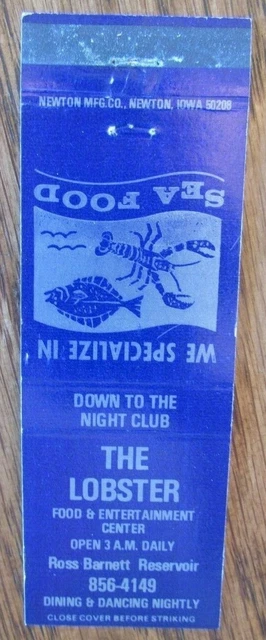 NEWTON MFG. CO., NEWTON, IOWA 50208
WE SPECIALIZE IN
SEA FOOD
DOWN TO THE
NIGHT CLUB
THE
LOBSTER
FOOD & ENTERTAINMENT
CENTER
OPEN 3 A.M. DAILY
Ross Barnett Reservoir
856-4149
DINING & DANCING NIGHTLY
CLOSE COVER BEFORE STRIKING